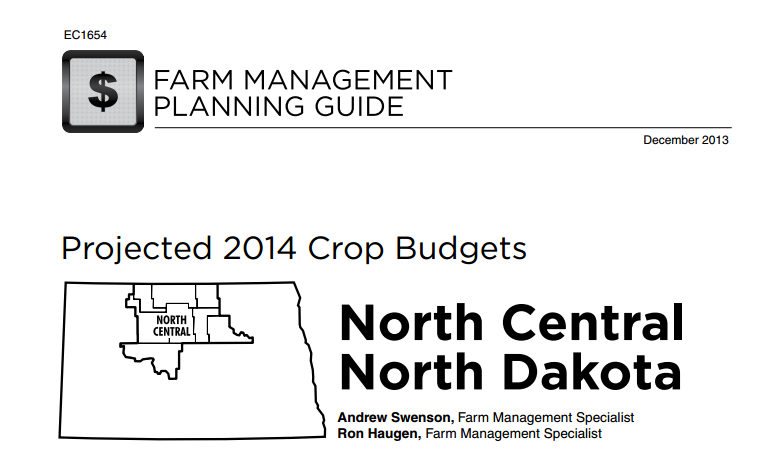 EC1654
$
FARM MANAGEMENT
PLANNING GUIDE
December 2013
Projected 2014 Crop Budgets
NORTH
CENTRAL
North Central
North Dakota
Andrew Swenson, Farm Management Specialist
Ron Haugen, Farm Management Specialist